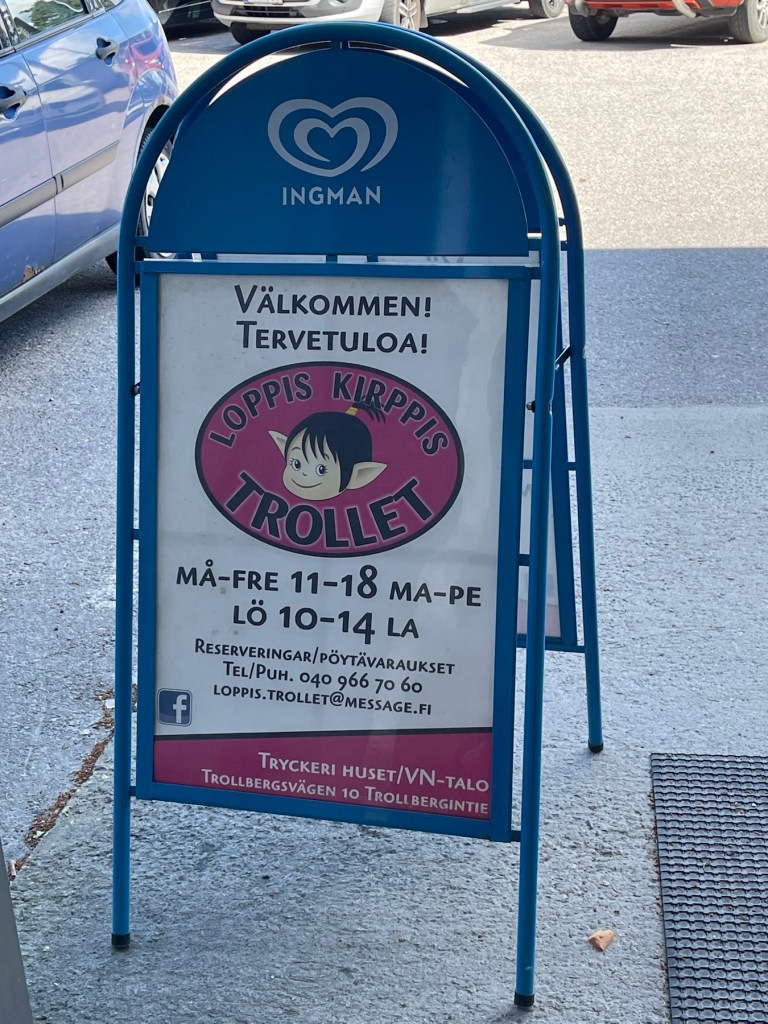 INGMAN
VÄLKOMMEN!
TERVETULOA!
LOPPIS KIRPPIS
TROLLET
MÅ-FRE 11-18 MA-PE
LÖ 10-14 LA
RESERVERINGAR/PÖYTÄVARAUKSET
TEL/PUH. 040 966 70 60
LOPPIS.TROLLET@MESSAGE.FI
f
TRYCKERI HUSET/VN-TALO
TROLLBERGSVÄGEN 10 TROLLBERGINTIE